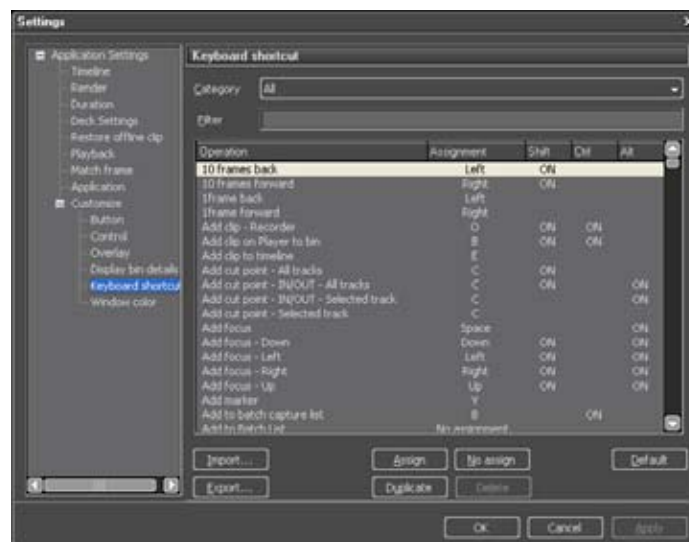 Settings
Application Settings
Timeline
Render
Duration
Deck Settings
Restore offline clip
Playback
Match frame
Application
Customize
Button
Control
Overlay
Display bin details
Keyboard shortcut
Window color
Keyboard shortcut
Category All
Filter
Operation Assignment Shift Ctrl Alt
10 frames back Left ON
10 frames forward Right ON
1frame back Left
1frame forward Right
Add clip - Recorder O ON ON
Add clip on Player to bin B ON ON
Add clip to timeline E
Add cut point - All tracks C ON
Add cut point - IN/OUT - All tracks C ON ON
Add cut point - IN/OUT - Selected track C ON
Add cut point - Selected track C
Add focus Space ON
Add focus - Down Down ON ON
Add focus - Left Left ON ON
Add focus - Right Right ON ON
Add focus - Up Up ON ON
Add marker V
Add to batch capture list B ON
Add to Batch List No assignment
Import... Assign No assign Default
Export... Duplicate Delete
OK Cancel Apply